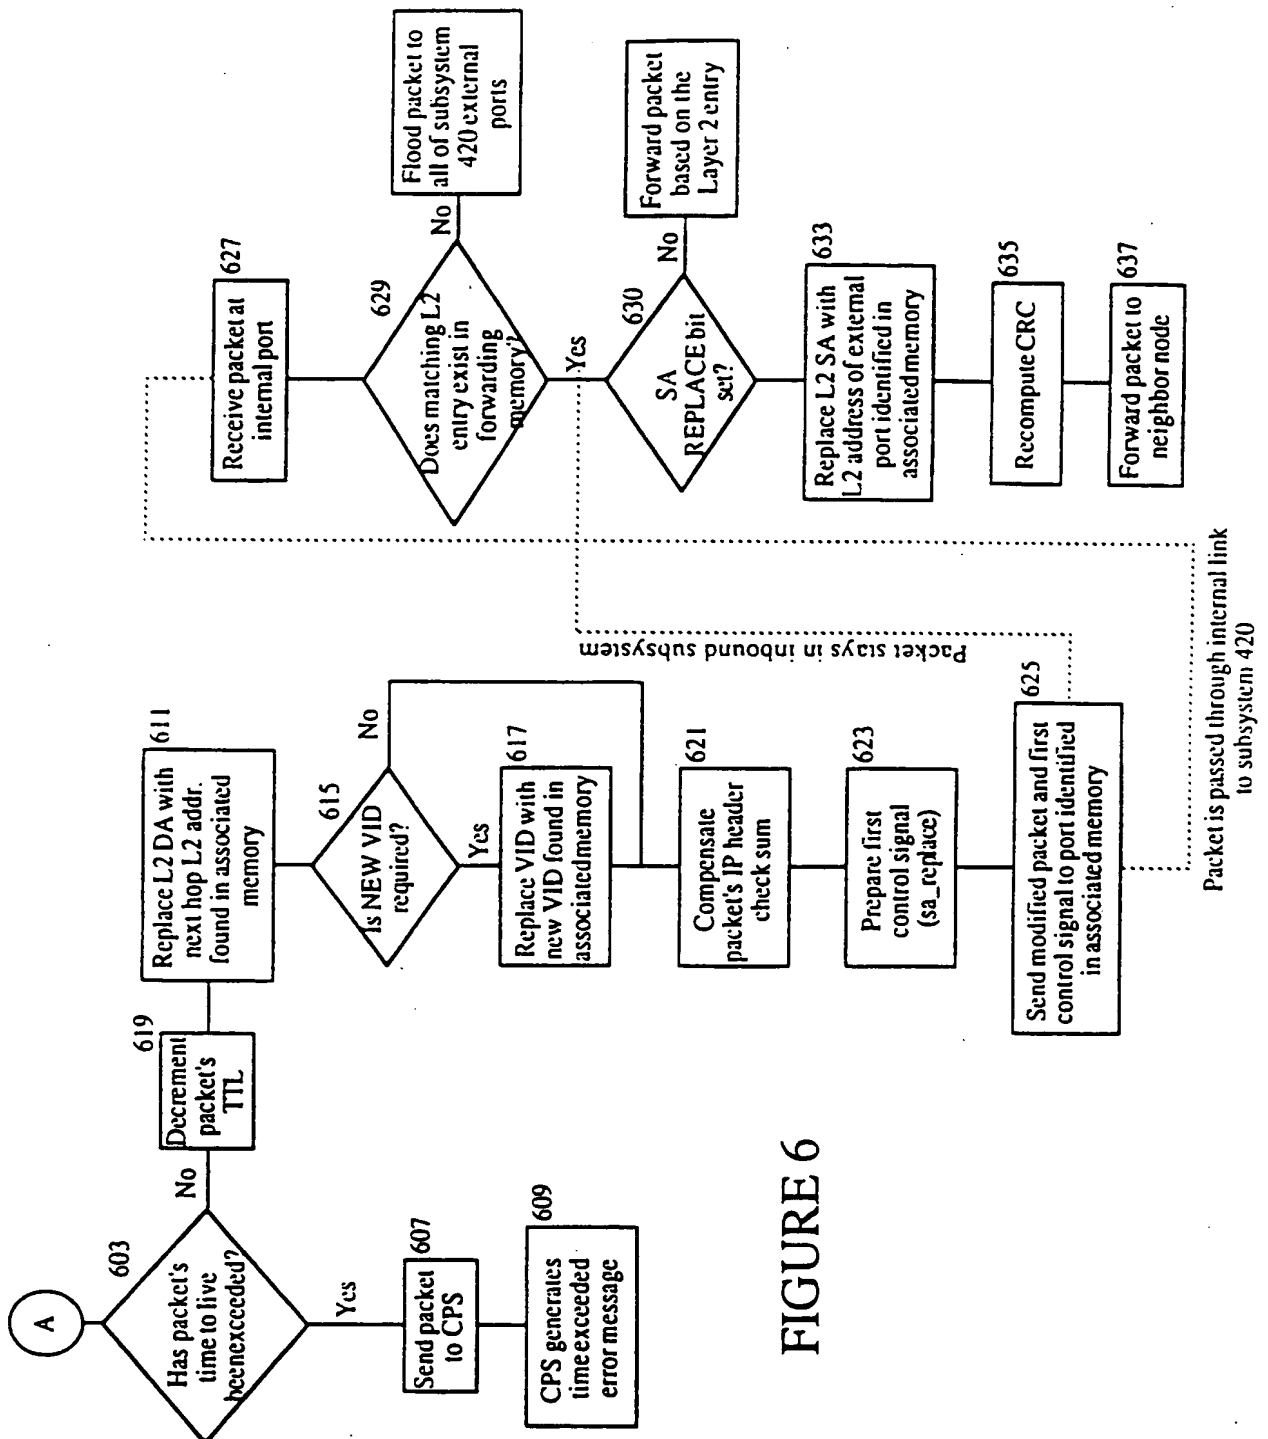 A
603
Has packet's
time to live
beenexceeded?
No
Yes
607
Send packet
to CPS
609
CPS generates
time exceeded
error message
619
Decrement
packet's
TTL
611
Replace L2 DA with
next hop L2 addr.
found in associated
memory
615
Is NEW VID
required?
No
Yes
617
Replace VID with
new VID found in
associatedmemory
621
Compensate
packet's IP header
check sum
623
Prepare first
control signal
(sa_replace)
625
Send modified packet and first
control signal to port identified
in associated memory
Packet stays in inbound subsystem
Packet is passed through internal link
to subsystem 420
627
Receive packet at
internal port
629
Does matching L2
entry exist in
forwarding
memory?
No
Flood packet to
all of subsystem
420 external
ports
Yes
630
SA
REPLACE bit
set?
No
Forward packet
based on the
Layer 2 entry
633
Replace L2 SA with
L2 address of external
port identified in
associated memory
635
Recompute CRC
637
Forward packet to
neighbor node
FIGURE 6